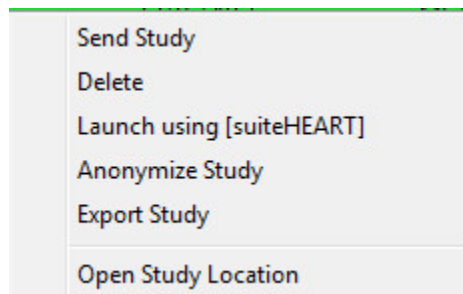 Send Study
Delete
Launch using [suiteHEART]
Anonymize Study
Export Study
Open Study Location